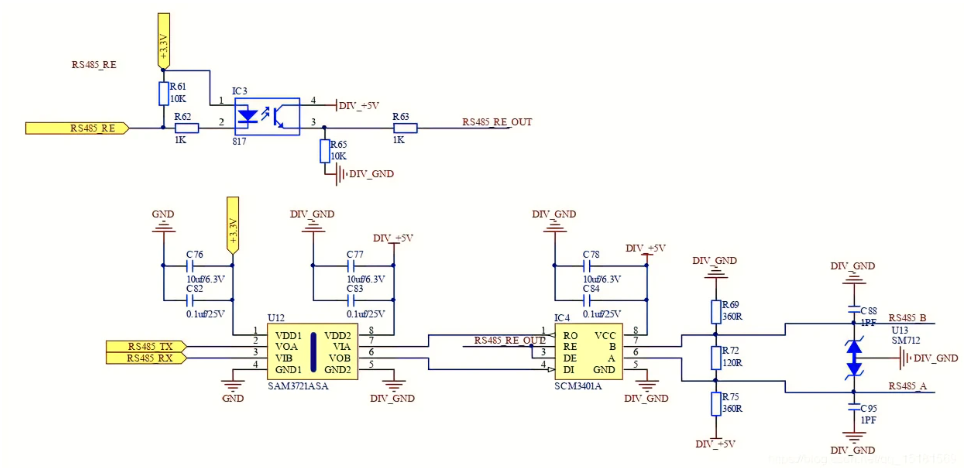 +3.3V
RS485_RE
R61
10K
IC3
1
4
DIV_+5V
RS485_RE
R62
1K
2
3
817
R63
1K
RS485_RE_OUT
R65
10K
DIV_GND
GND
+3.3V
DIV_GND
DIV_+5V
DIV_GND
DIV_+5V
C76
10uf/6.3V
C82
0.1uf/25V
C77
10uf/6.3V
C83
0.1uf/25V
C78
10uf/6.3V
C84
0.1uf/25V
DIV_GND
DIV_GND
U12
1 VDD1 VDD2 8
RS485_TX 2 VOA VIA 7
RS485_RX 3 VIB VOB 6
4 GND1 GND2 5
SAM3721ASA
GND
DIV_GND
IC4
1 RO VCC 8
RS485_RE_OUT 2 RE B 7
3 DE A 6
4 DI GND 5
SCM3401A
DIV_GND
R69
360R
R72
120R
R75
360R
DIV_+5V
C88
1PF
RS485_B
U13
SM712
DIV_GND
RS485_A
C95
1PF
DIV_GND